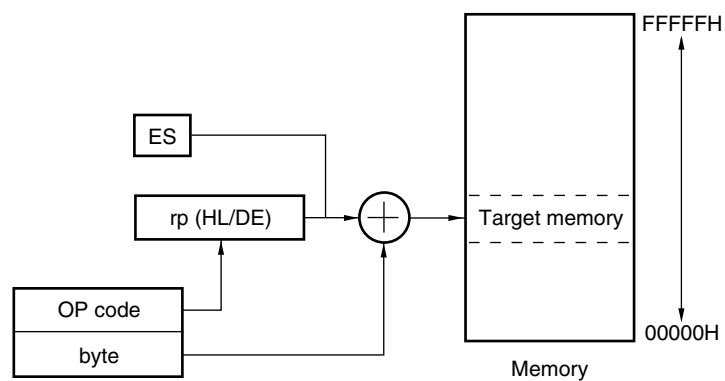 FFFFFH
ES
rp (HL/DE)
Target memory
OP code
byte
00000H
Memory